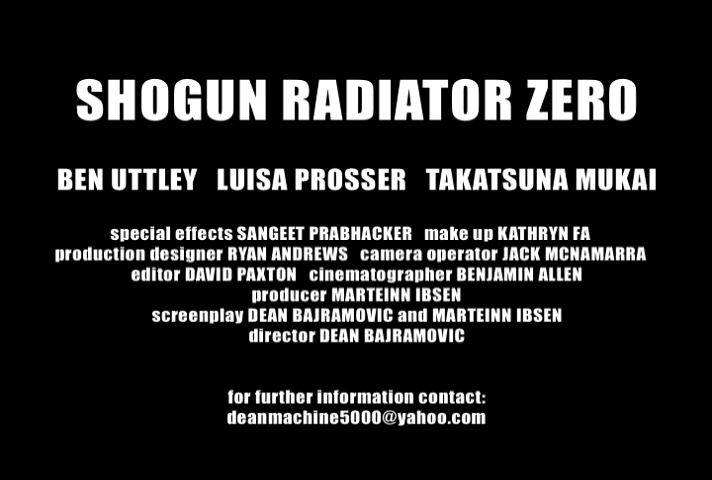 SHOGUN RADIATOR ZERO
BEN UTTLEY LUISA PROSSER TAKATSUNA MUKAI
special effects SANGEET PRABHACKER make up KATHRYN FA
production designer RYAN ANDREWS camera operator JACK MCNAMARRA
editor DAVID PAXTON cinematographer BENJAMIN ALLEN
producer MARTEINN IBSEN
screenplay DEAN BAJRAMOVIC and MARTEINN IBSEN
director DEAN BAJRAMOVIC
for further information contact:
deanmachine5000@yahoo.com